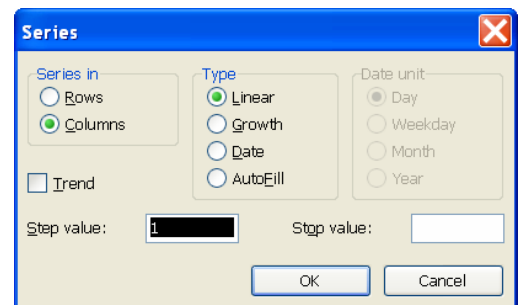 Series
Series in
Rows
Columns
Trend
Type
Linear
Growth
Date
AutoFill
Date unit
Day
Weekday
Month
Year
Step value: 1
Stop value:
OK
Cancel